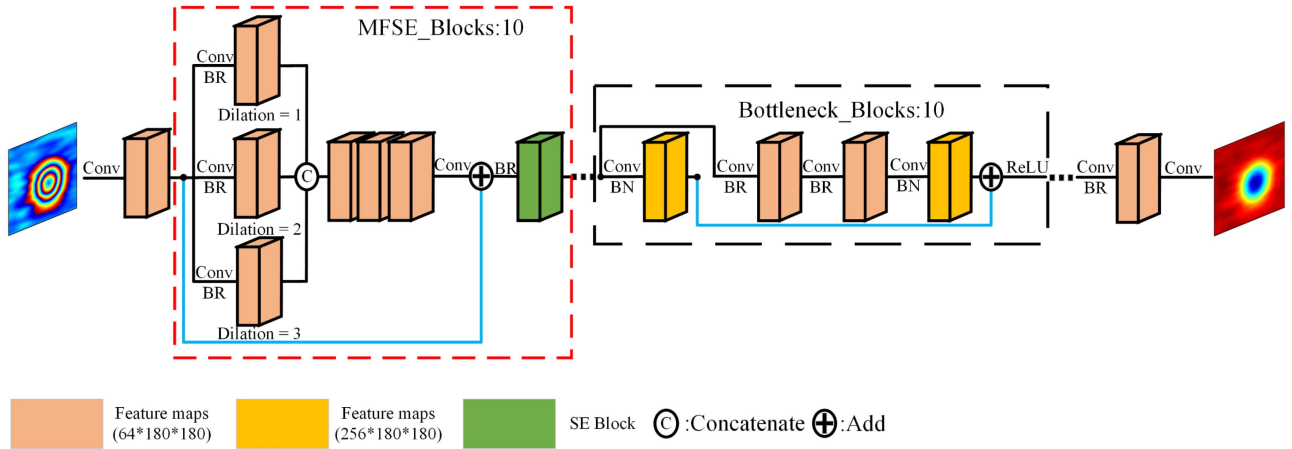 MFSE_Blocks:10
Conv
BR
Dilation = 1
Conv
Conv
BR
Dilation = 2
C
Conv
BR
Conv
BR
Dilation = 3
Bottleneck_Blocks:10
Conv
BN
Conv
BR
Conv
BR
Conv
BN
ReLU
Conv
BR
Conv
Feature maps
(64*180*180)
Feature maps
(256*180*180)
SE Block
C :Concatenate
:Add